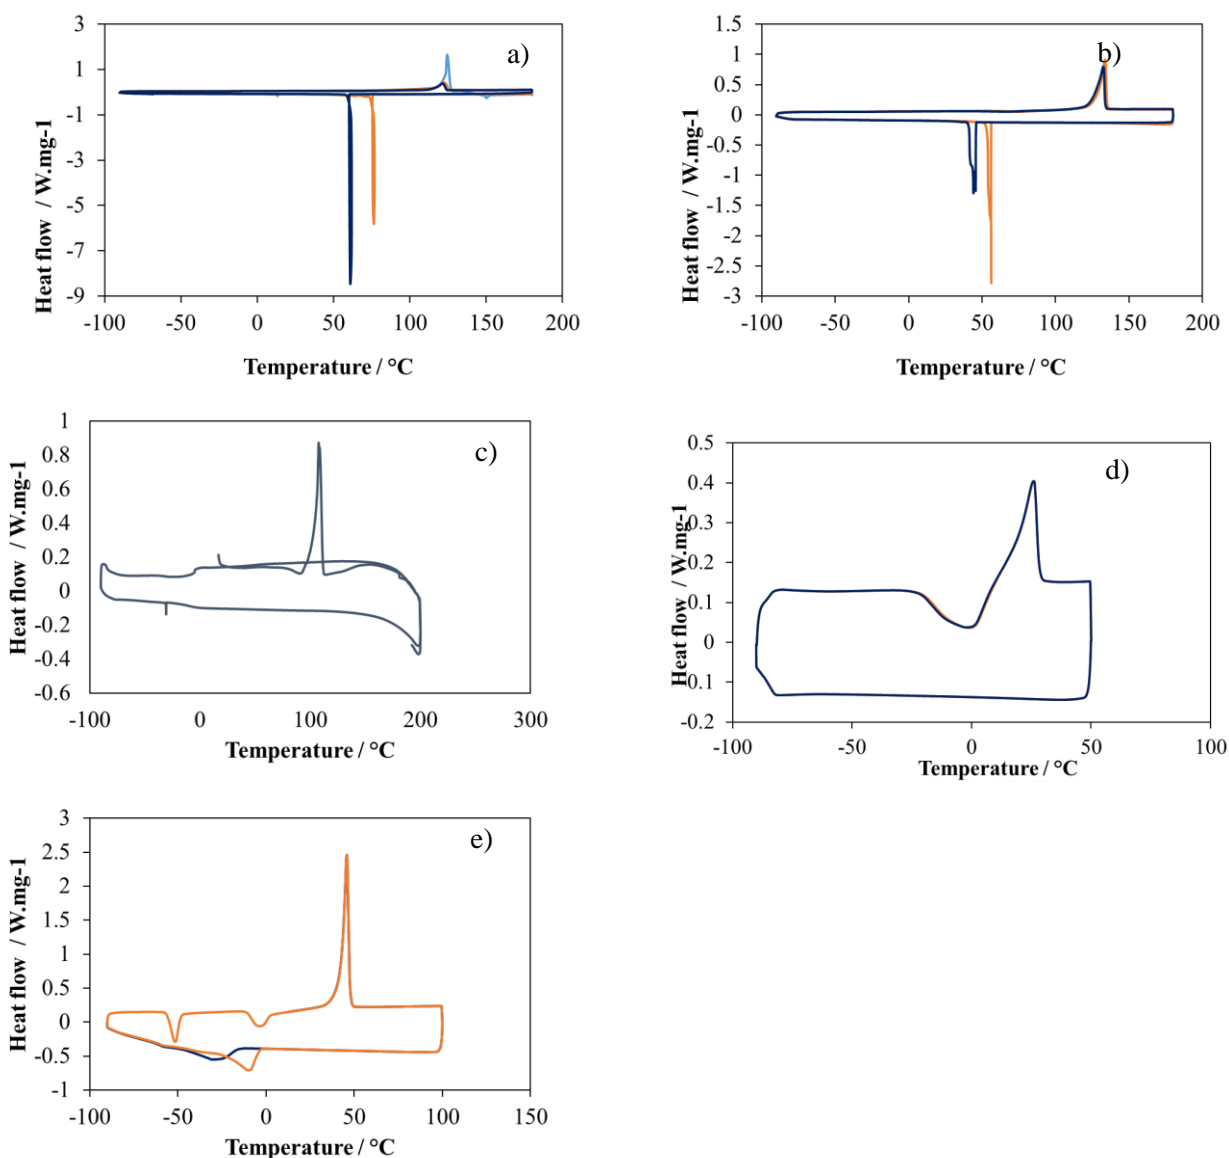 a)
3
1
-1
-3
-5
-7
-9
-100 -50 0 50 100 150 200
Heat flow / W.mg-1
Temperature / °C
b)
1.5
1
0.5
0
-0.5
-1
-1.5
-2
-2.5
-3
-100 -50 0 50 100 150 200
Heat flow / W.mg-1
Temperature / °C
c)
1
0.8
0.6
0.4
0.2
0
-0.2
-0.4
-0.6
-100 0 100 200 300
Heat flow / W.mg-1
Temperature / °C
d)
0.5
0.4
0.3
0.2
0.1
0
-0.1
-0.2
-100 -50 0 50 100
Heat flow / W.mg-1
Temperature / °C
e)
3
2.5
2
1.5
1
0.5
0
-0.5
-1
-100 -50 0 50 100 150
Heat flow / W.mg-1
Temperature / °C